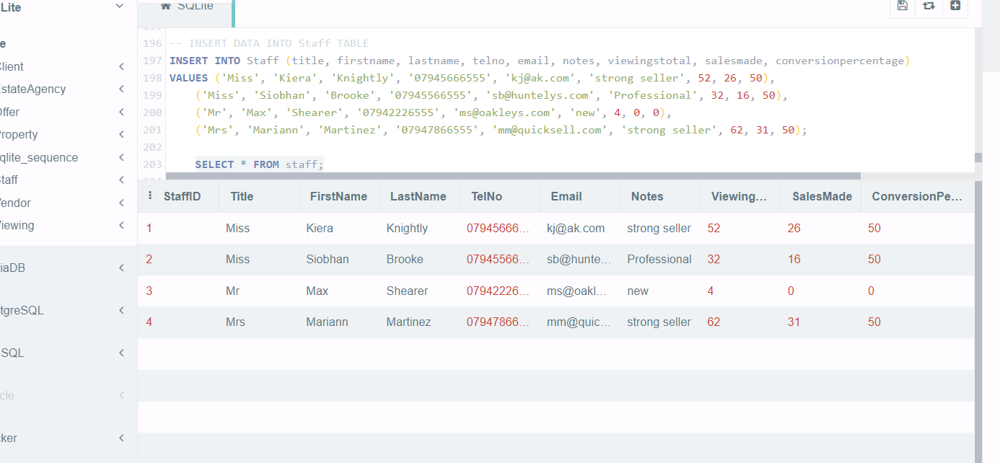 Lite
SQLite
e
Client
EstateAgency
Offer
Property
sqlite_sequence
Staff
Vendor
Viewing
iaDB
tgreSQL
SQL
cle
cker
195
196 -- INSERT DATA INTO Staff TABLE
197 INSERT INTO Staff (title, firstname, lastname, telno, email, notes, viewingstotal, salesmade, conversionpercentage)
198 VALUES ('Miss', 'Kiera', 'Knightly', '07945666555', 'kj@ak.com', 'strong seller', 52, 26, 50),
199 ('Miss', 'Siobhan', 'Brooke', '07945566555', 'sb@huntelys.com', 'Professional', 32, 16, 50),
200 ('Mr', 'Max', 'Shearer', '07942226555', 'ms@oakleys.com', 'new', 4, 0, 0),
201 ('Mrs', 'Mariann', 'Martinez', '07947866555', 'mm@quicksell.com', 'strong seller', 62, 31, 50);
202
203 SELECT * FROM staff;
204
StaffID Title FirstName LastName TelNo Email Notes Viewing... SalesMade ConversionPe...
1 Miss Kiera Knightly 07945666... kj@ak.com strong seller 52 26 50
2 Miss Siobhan Brooke 07945566... sb@hunte... Professional 32 16 50
3 Mr Max Shearer 07942226... ms@oakl... new 4 0 0
4 Mrs Mariann Martinez 07947866... mm@quic... strong seller 62 31 50